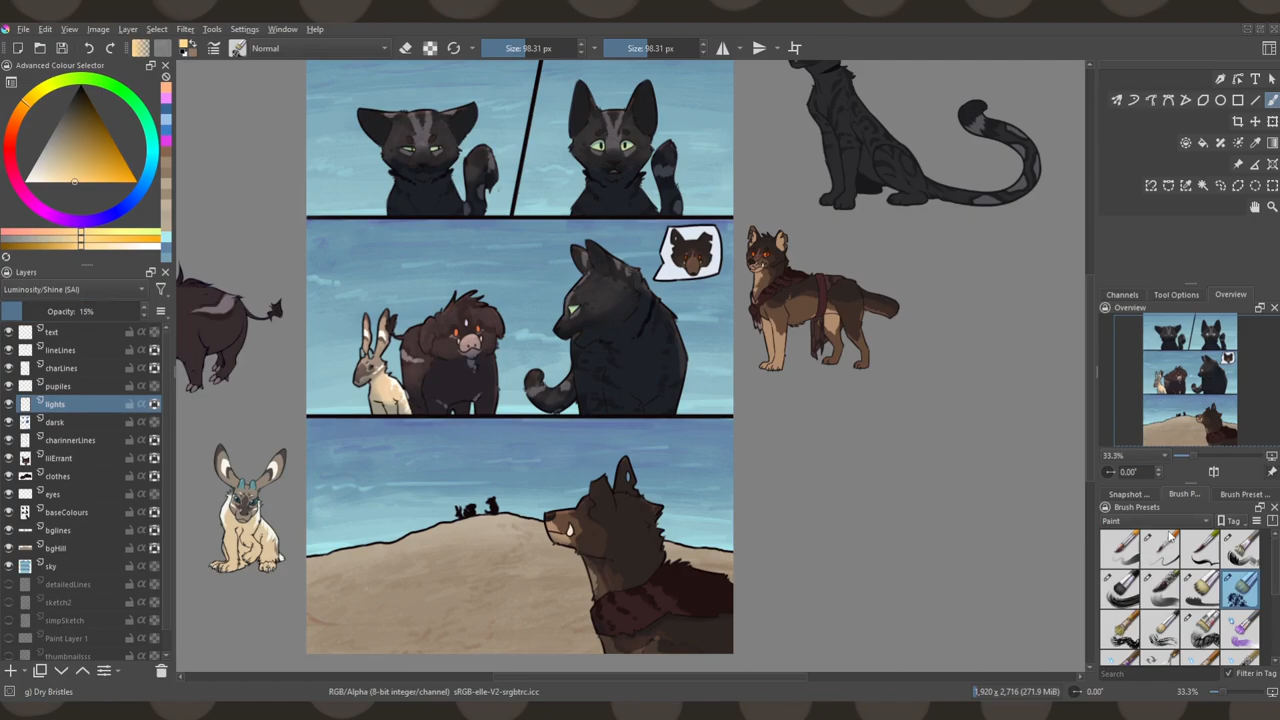 File Edit View Image Layer Select Filter Tools Settings Window Help
Normal Size: 98.31 px Size: 98.31 px
Advanced Colour Selector
Layers
Luminosity/Shine (SAI)
Opacity: 15%
text
lineLines
charLines
pupiles
lights
darsk
charinnerLines
lilErrant
clothes
eyes
baseColours
bglines
bgHill
sky
detailedLines
sketch2
simpSketch
Paint Layer 1
thumbnailsss
Channels Tool Options Overview
Overview
33.3%
0.00°
Snapshot ... Brush P... Brush Preset ...
Brush Presets
Paint Tag
Search Filter in Tag
g) Dry Bristles RGB/Alpha (8-bit integer/channel) sRGB-elle-V2-srgbtrc.icc 1,920 x 2,716 (271.9 MiB) 0.00° 33.3%